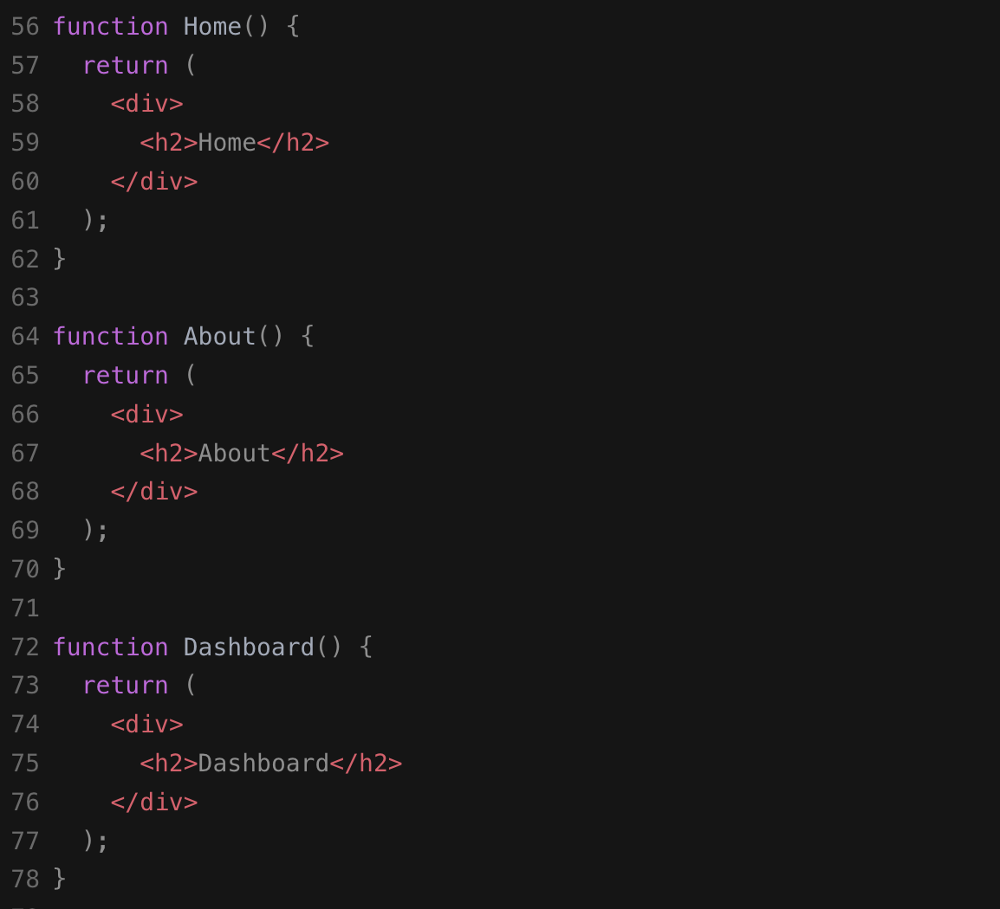 56 function Home() {
57   return (
58     <div>
59       <h2>Home</h2>
60     </div>
61   );
62 }
63
64 function About() {
65   return (
66     <div>
67       <h2>About</h2>
68     </div>
69   );
70 }
71
72 function Dashboard() {
73   return (
74     <div>
75       <h2>Dashboard</h2>
76     </div>
77   );
78 }